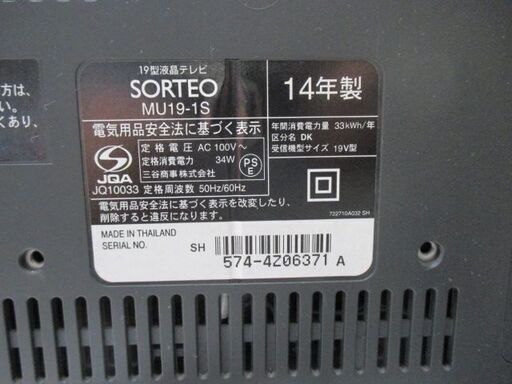 方は、
い。
くあり、
19型液晶テレビ
SORTEO
MU19-1S
14年製
電気用品安全法に基づく表示
年間消費電力量 33kWh/年
区分名 DK
受信機型サイズ 19V型
JQA
JQ10033
定格電圧 AC 100V~
定格消費電力 34W
三谷商事株式会社
定格周波数 50Hz/60Hz
PS
E
電気用品安全法に基づく表示を改変したり、
削除すると違反になります。
722710A032 SH
MADE IN THAILAND
SERIAL NO.
SH
574-4Z06371 A